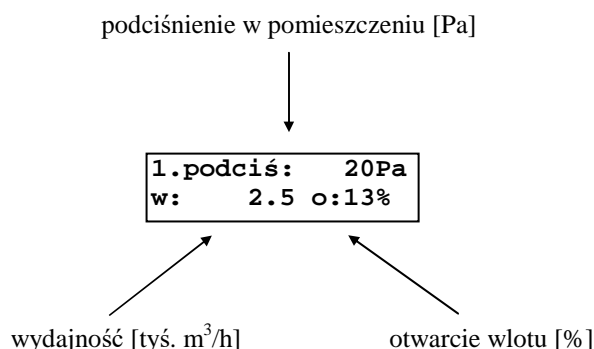 podciśnienie w pomieszczeniu [Pa]
1.podciś: 20Pa
w: 2.5 o:13%
wydajność [tyś. m³/h]
otwarcie wlotu [%]